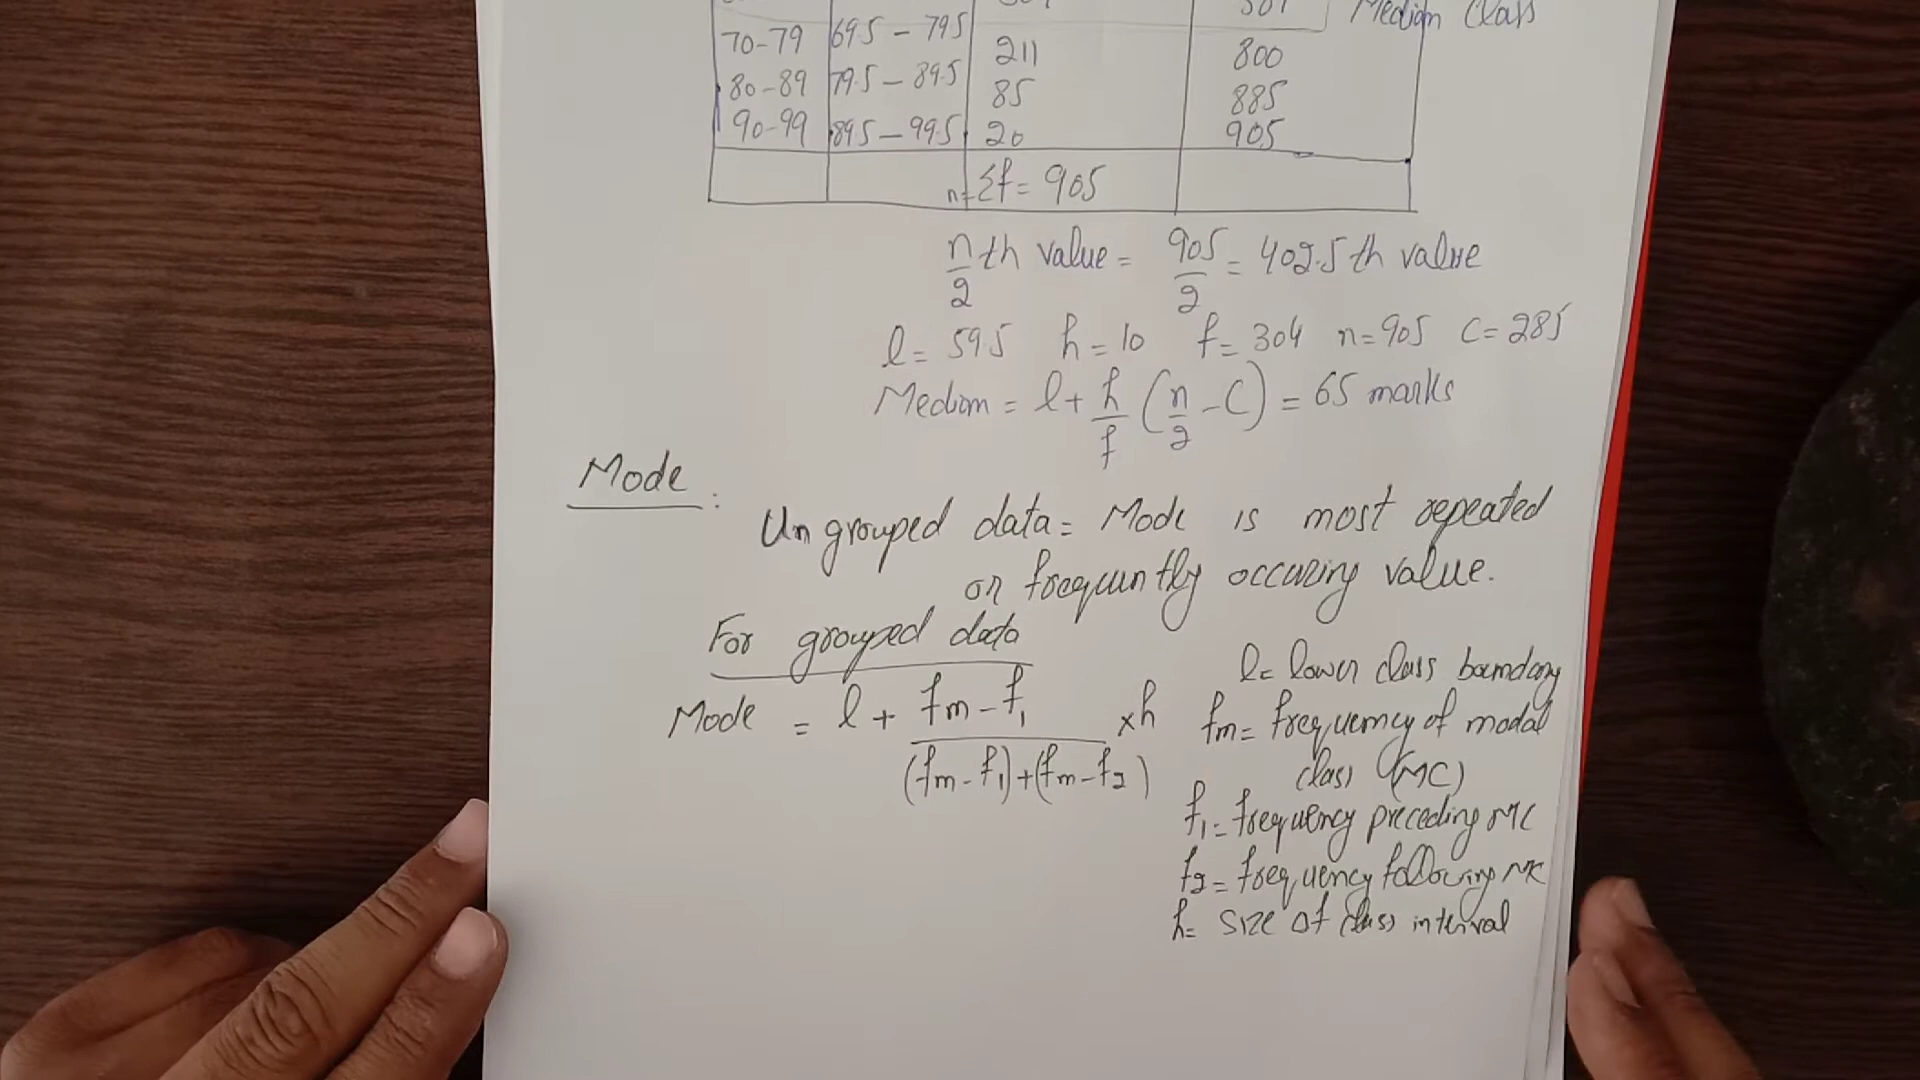 Median Class
70-79 69.5 - 79.5 211 800
80-89 79.5 - 89.5 85 885
90-99 89.5 - 99.5 20 905
n=Σf= 905
n/2 th value = 905/2 = 402.5 th value
l= 59.5 h=10 f= 304 n=905 C=285
Median = l+ h/f (n/2 - C) = 65 marks
Mode :
Un grouped data= Mode is most repeated
or frequntly occuring value.
For grouped data
l= lower class boundary
Mode = l + fm-f1 / (fm-f1)+(fm-f2) xh
fm= frequency of modal
class (MC)
f1= frequency preceding MC
f2= frequency following MC
h= size of class interval